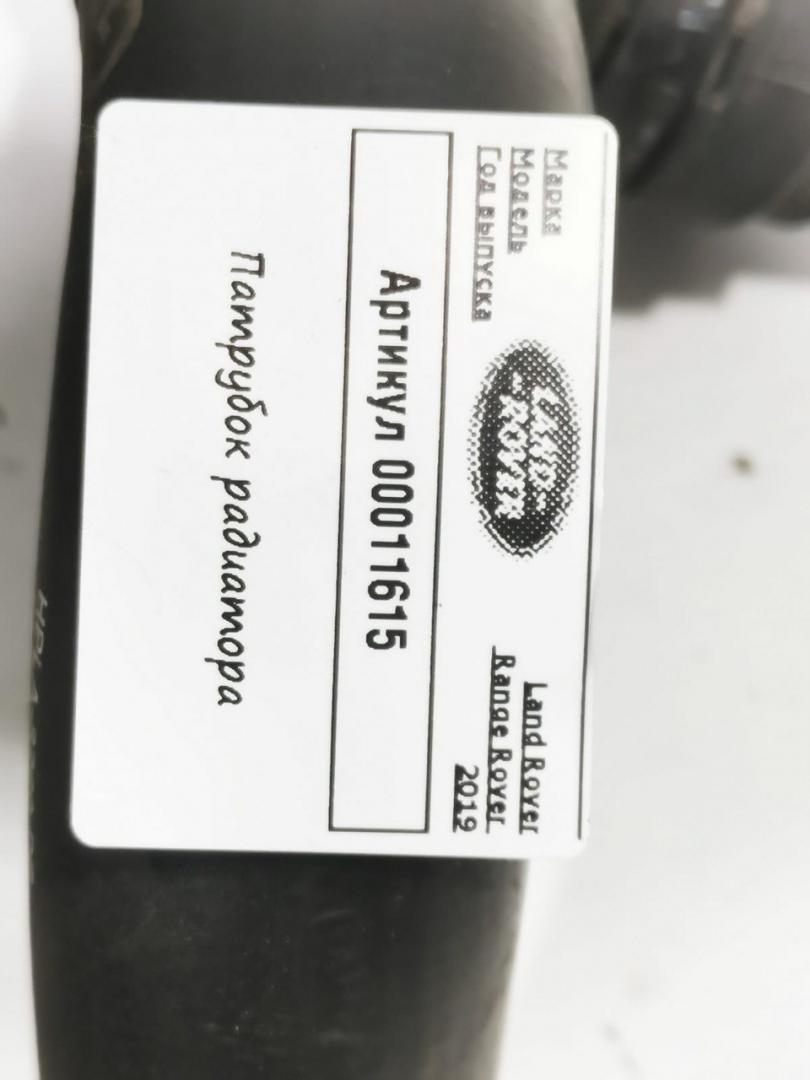 Марка
Land Rover
Модель
Range Rover
Год выпуска
2019
LAND
ROVER
Артикул 00011615
Патрубок радиатора